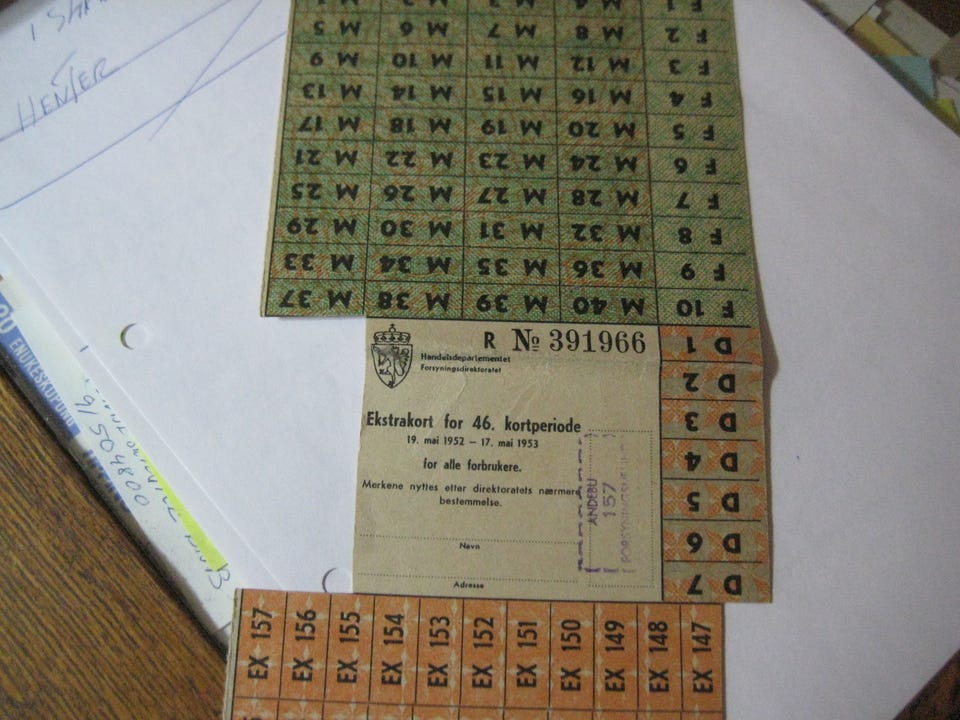 M 5 M 6 M 7 M 8 F 2
M 9 M 10 M 11 M 12 F 3
M 13 M 14 M 15 M 16 F 4
M 17 M 18 M 19 M 20 F 5
M 21 M 22 M 23 M 24 F 6
M 25 M 26 M 27 M 28 F 7
M 29 M 30 M 31 M 32 F 8
M 33 M 34 M 35 M 36 F 9
M 37 M 38 M 39 M 40 F 10
R № 391966
Handelsdepartementet
Forsyningsdirektoratet
Ekstrakort for 46. kortperiode
19. mai 1952 – 17. mai 1953
for alle forbrukere.
Merkene nyttes etter direktoratets nærmere
bestemmelse.
Navn
Adresse
ANDEBU
157
D 1
D 2
D 3
D 4
D 5
D 6
D 7
EX 157
EX 156
EX 155
EX 154
EX 153
EX 152
EX 151
EX 150
EX 149
EX 148
EX 147
HENTER
ENUKESKUPONG